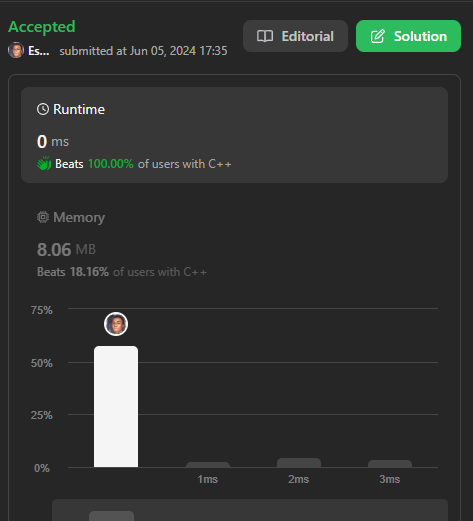 Accepted
Es... submitted at Jun 05, 2024 17:35
Editorial
Solution
Runtime
0 ms
Beats 100.00% of users with C++
Memory
8.06 MB
Beats 18.16% of users with C++
75%
50%
25%
0%
1ms 2ms 3ms